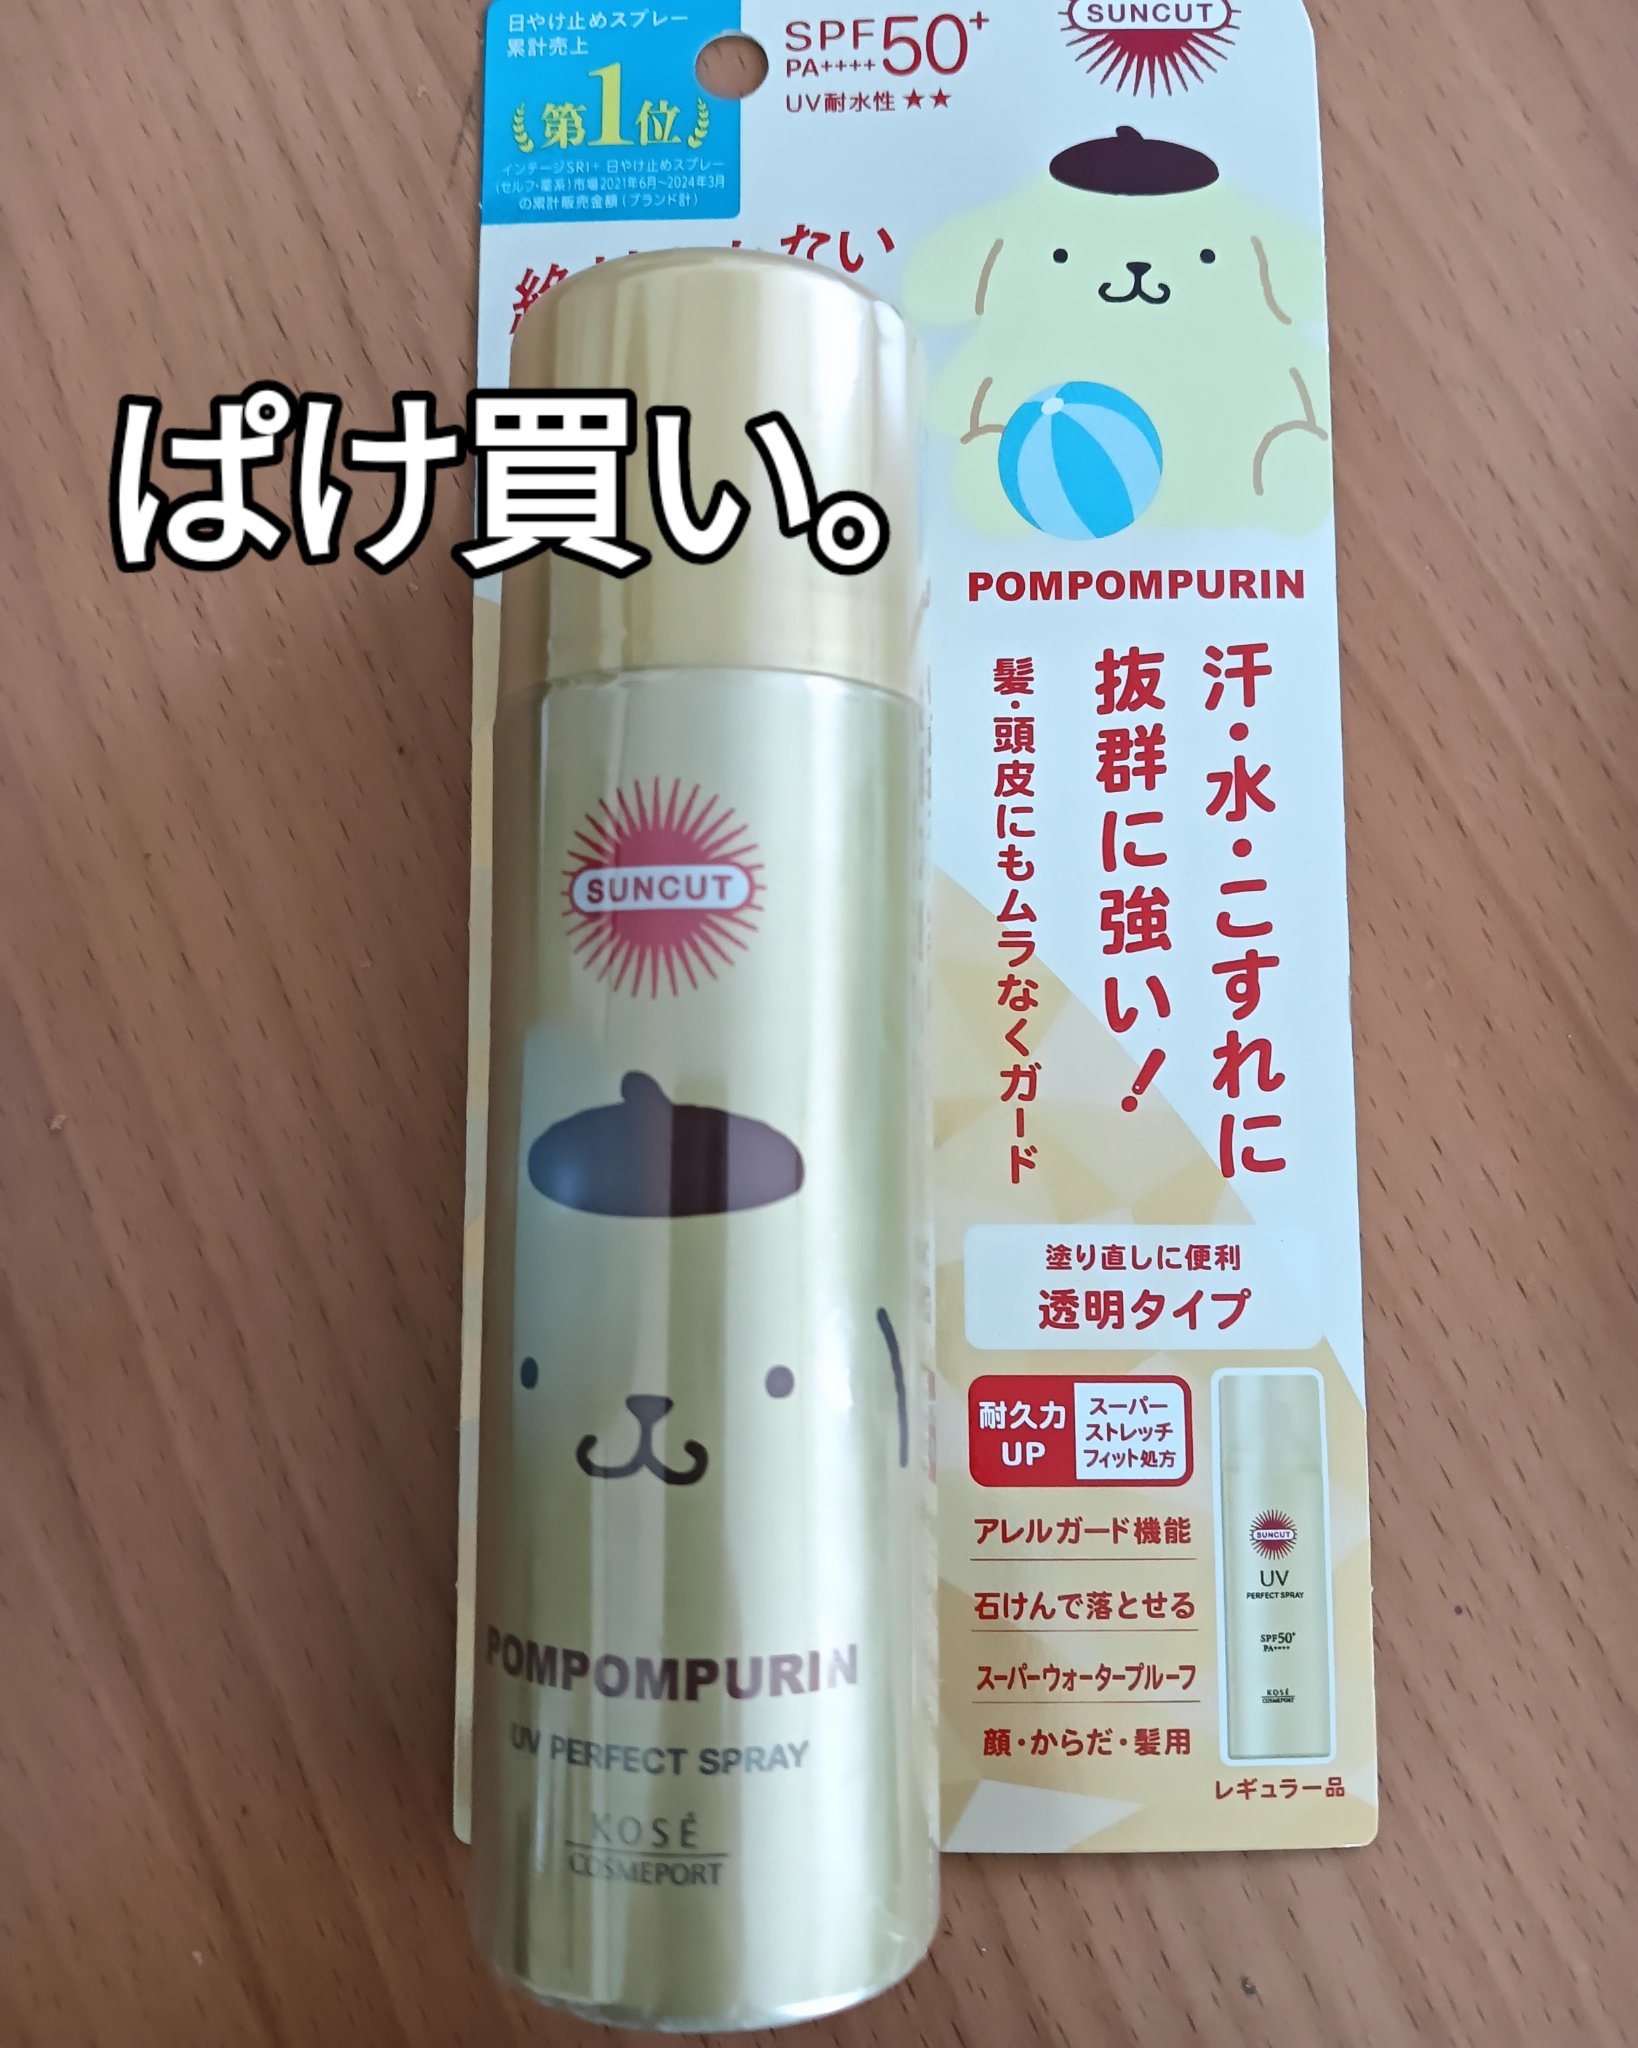 日やけ止めスプレー
累計売上
第1位
インテージSRI+ 日やけ止めスプレー
(セルフ・薬系)市場2021年6月~2024年3月
の累計販売金額(ブランド計)
SPF50+
PA++++
UV耐水性★★
SUNCUT
ない
ぱけ買い。
POMPOMPURIN
汗・水・こすれに
抜群に強い!
髪・頭皮にもムラなくガード
塗り直しに便利
透明タイプ
耐久力
UP
スーパー
ストレッチ
フィット処方
アレルガード機能
石けんで落とせる
スーパーウォータープルーフ
顔・からだ・髪用
SUNCUT
UV
PERFECT SPRAY
SPF50+
PA++++
KOSÉ
COSMEPORT
レギュラー品
SUNCUT
POMPOMPURIN
UV PERFECT SPRAY
KOSÉ
COSMEPORT